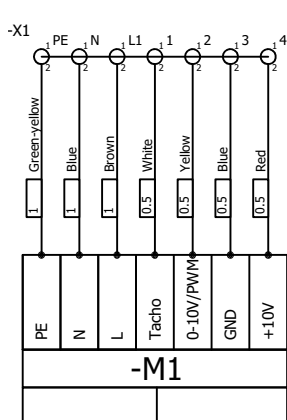 -X1
PE N L1 1 2 3 4
1 1 1 1 1 1 1
2 2 2 2 2 2 2
Green-yellow
Blue
Brown
White
Yellow
Blue
Red
1
1
1
0.5
0.5
0.5
0.5
PE
N
L
Tacho
0-10V/PWM
GND
+10V
-M1